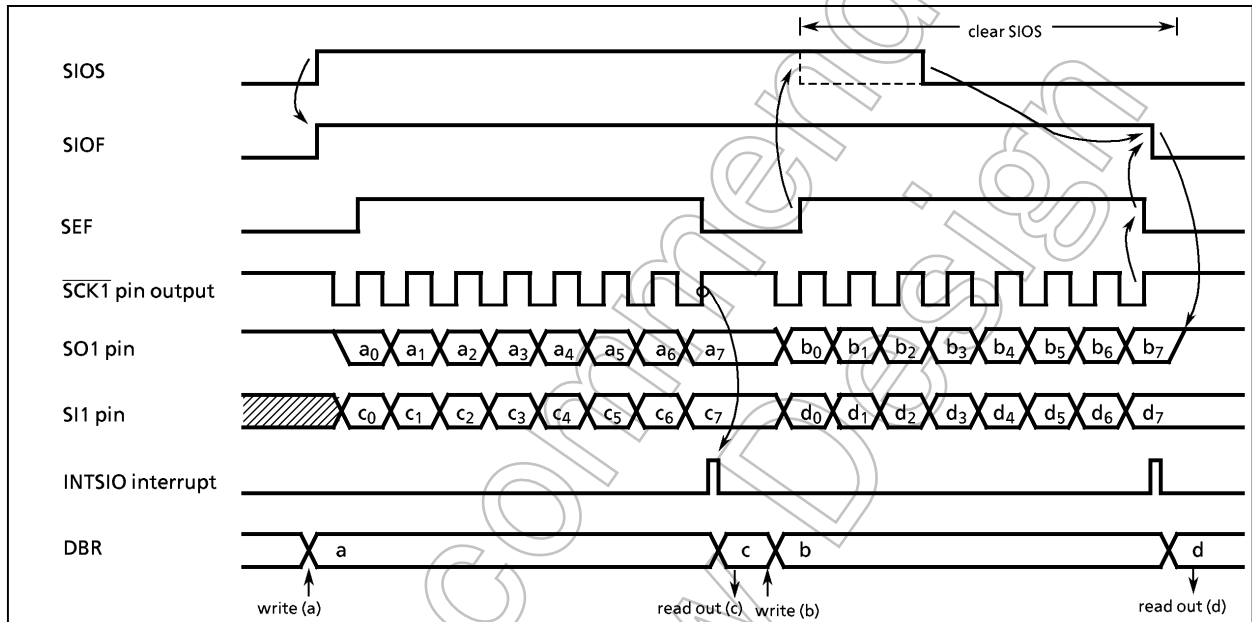 clear SIOS
SIOS
SIOF
SEF
SCK1 pin output
SO1 pin a0 a1 a2 a3 a4 a5 a6 a7 b0 b1 b2 b3 b4 b5 b6 b7
SI1 pin c0 c1 c2 c3 c4 c5 c6 c7 d0 d1 d2 d3 d4 d5 d6 d7
INTSIO interrupt
DBR a c b d
write (a) read out (c) write (b) read out (d)